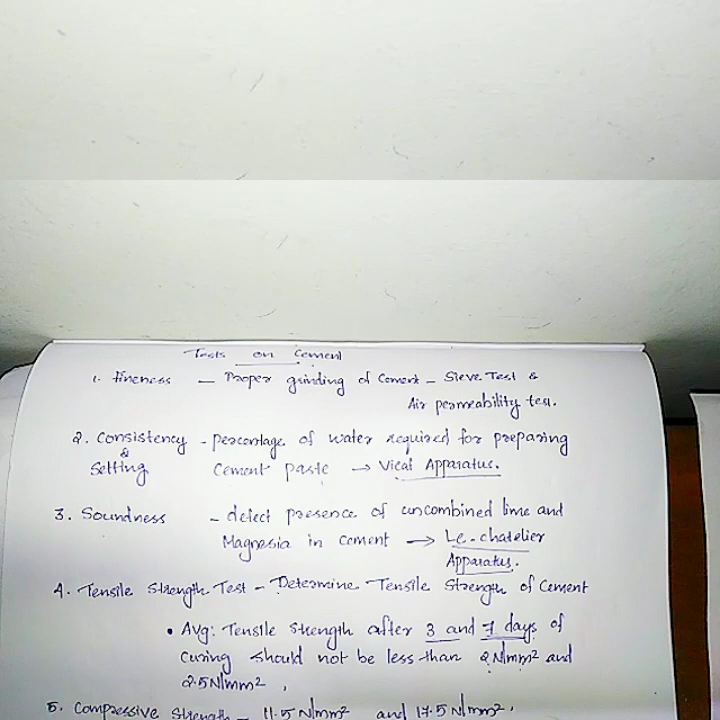 Tests on Cement
1. Fineness — Proper grinding of Cement - Sieve Test &
Air permeability test.
2. Consistency - percentage of water required for preparing
&
Setting Cement paste → Vicat Apparatus.
3. Soundness - detect presence of uncombined lime and
Magnesia in cement → Le-chatelier
Apparatus.
4. Tensile Strength Test - Determine Tensile Strength of Cement
• Avg: Tensile Strength after 3 and 7 days of
curing should not be less than 2 N/mm² and
2.5 N/mm²,
5. Compressive Strength - 11.5 N/mm² and 17.5 N/mm².